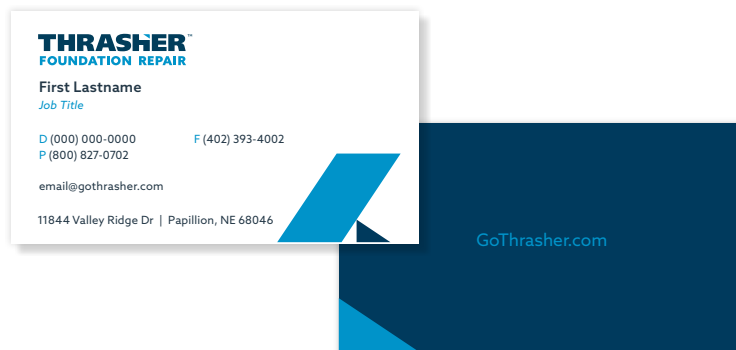 THRASHER™
FOUNDATION REPAIR
First Lastname
Job Title
D (000) 000-0000 F (402) 393-4002
P (800) 827-0702
email@gothrasher.com
11844 Valley Ridge Dr | Papillion, NE 68046
GoThrasher.com